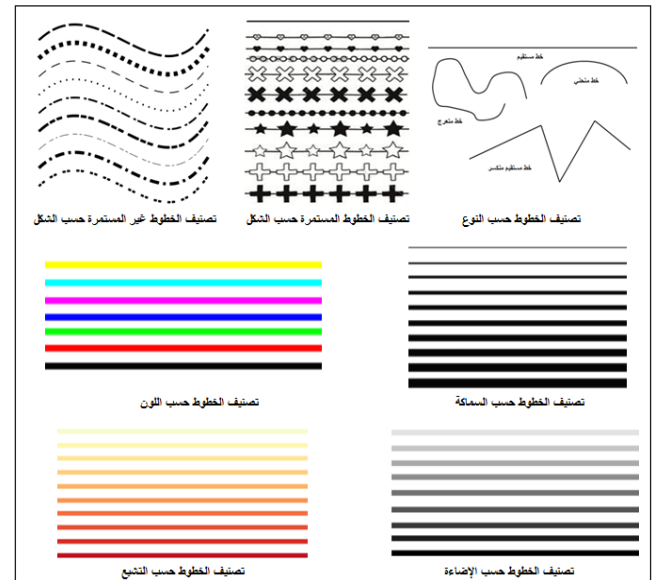 خط مستقيم
خط منحني
خط متعرج
خط مستقيم متكسر
تصنيف الخطوط حسب النوع
تصنيف الخطوط المستمرة حسب الشكل
تصنيف الخطوط غير المستمرة حسب الشكل
تصنيف الخطوط حسب السماكة
تصنيف الخطوط حسب اللون
تصنيف الخطوط حسب الإضاءة
تصنيف الخطوط حسب التشبع